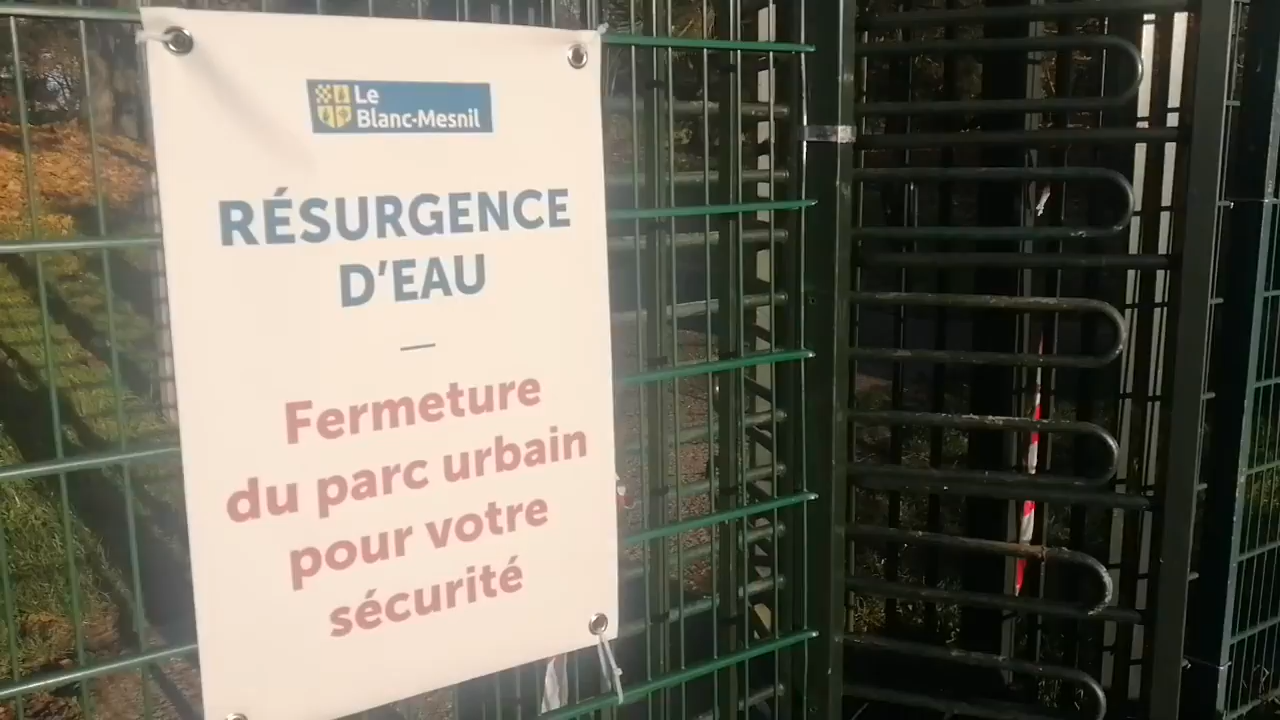 Le
Blanc-Mesnil
RÉSURGENCE
D'EAU
Fermeture
du parc urbain
pour votre
sécurité